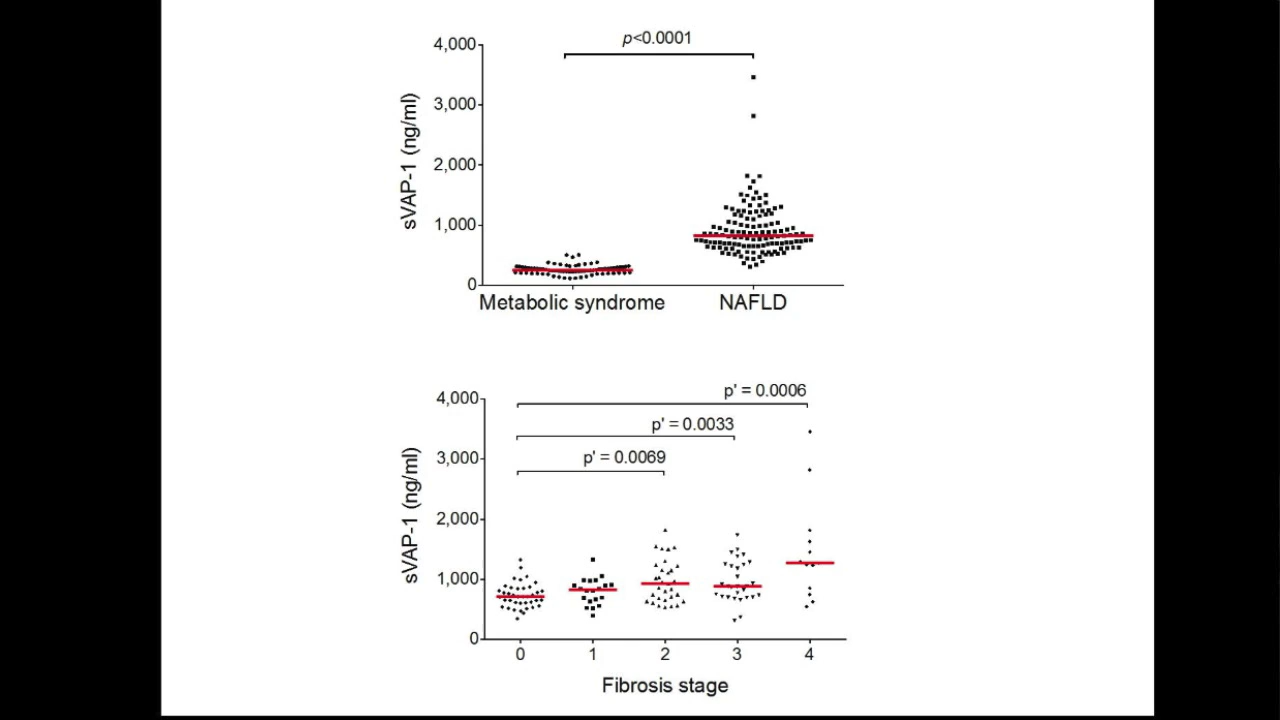 p<0.0001
4,000
3,000
2,000
1,000
0
sVAP-1 (ng/ml)
Metabolic syndrome NAFLD
p' = 0.0006
p' = 0.0033
p' = 0.0069
4,000
3,000
2,000
1,000
0
sVAP-1 (ng/ml)
0 1 2 3 4
Fibrosis stage